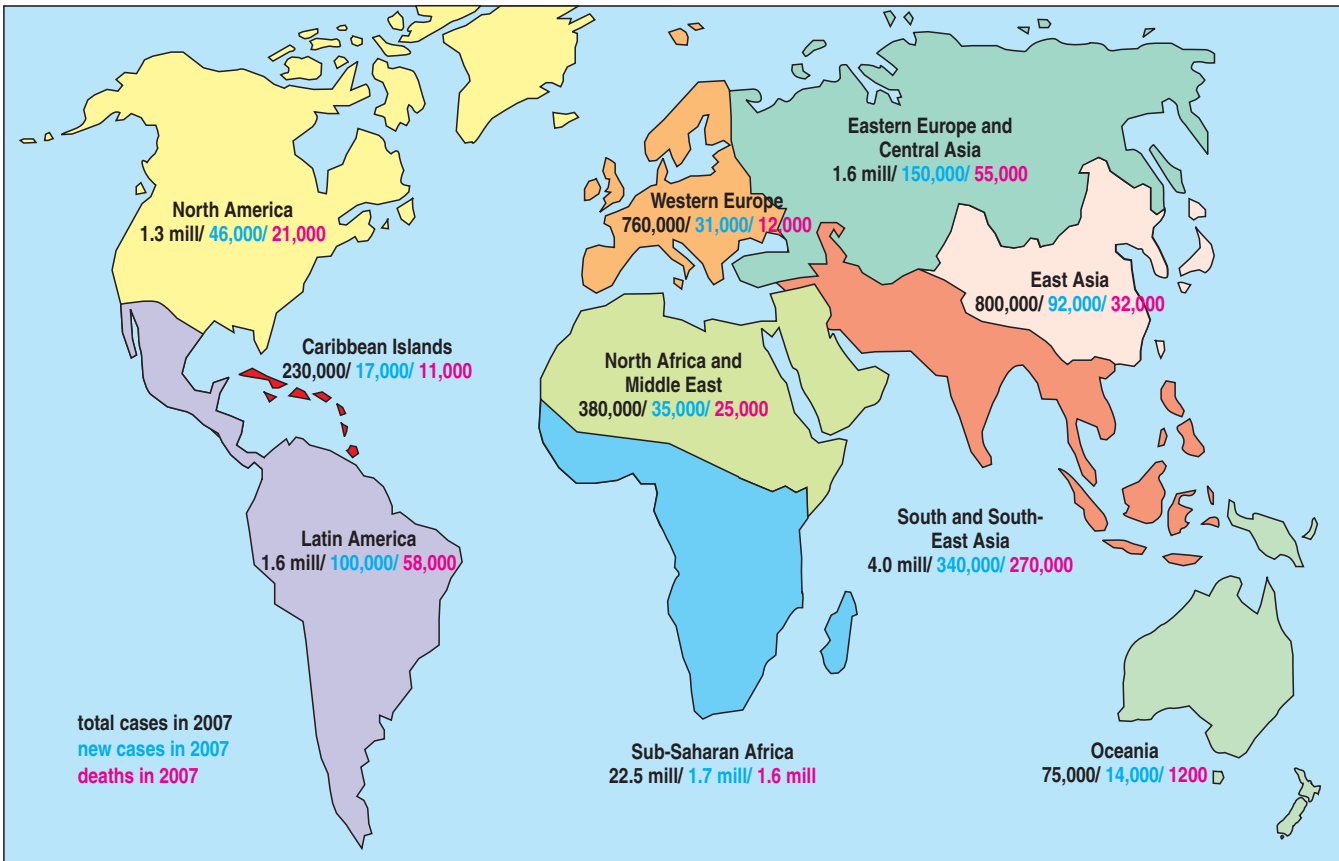 North America
1.3 mill/ 46,000/ 21,000
Caribbean Islands
230,000/ 17,000/ 11,000
Latin America
1.6 mill/ 100,000/ 58,000
Western Europe
760,000/ 31,000/ 12,000
Eastern Europe and
Central Asia
1.6 mill/ 150,000/ 55,000
East Asia
800,000/ 92,000/ 32,000
North Africa and
Middle East
380,000/ 35,000/ 25,000
South and South-
East Asia
4.0 mill/ 340,000/ 270,000
Sub-Saharan Africa
22.5 mill/ 1.7 mill/ 1.6 mill
Oceania
75,000/ 14,000/ 1200
total cases in 2007
new cases in 2007
deaths in 2007